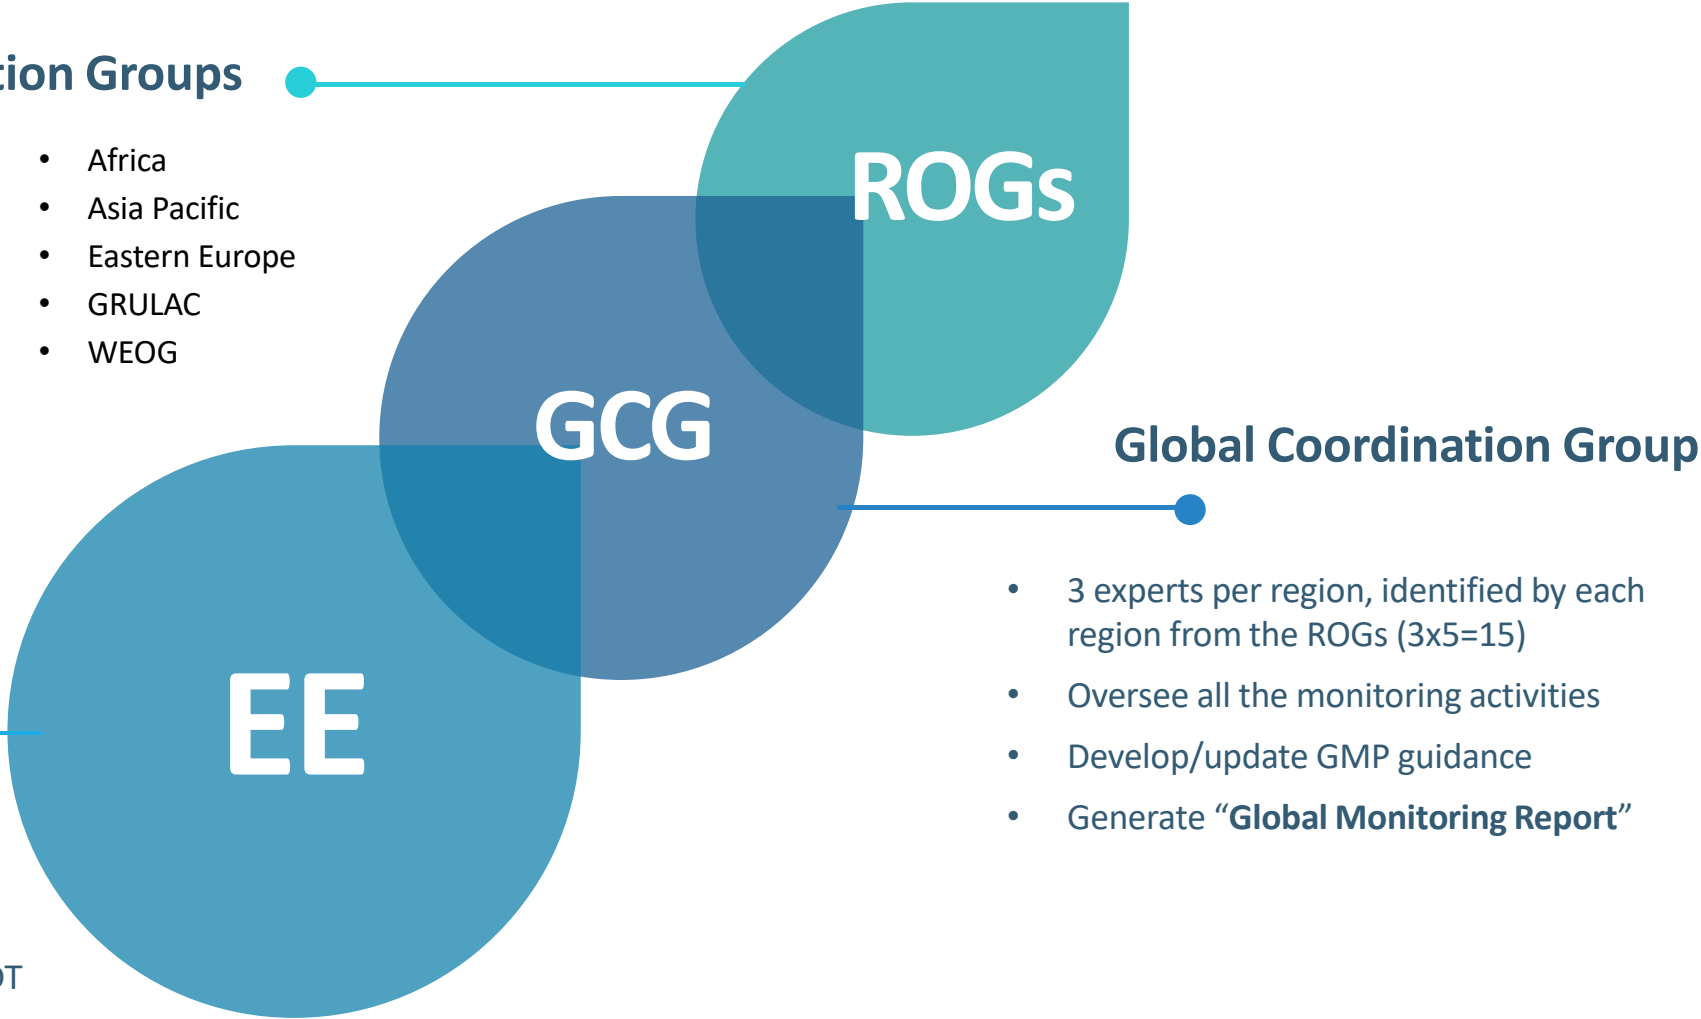 tion Groups
• Africa
• Asia Pacific
• Eastern Europe
• GRULAC
• WEOG
ROGs
GCG
EE
Global Coordination Group
• 3 experts per region, identified by each
region from the ROGs (3x5=15)
• Oversee all the monitoring activities
• Develop/update GMP guidance
• Generate “Global Monitoring Report”